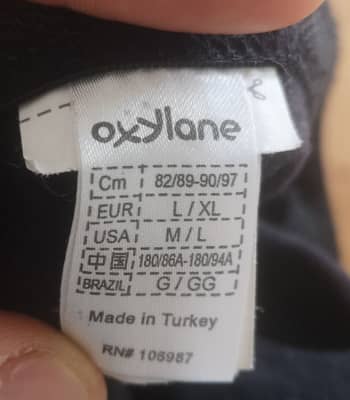 oxylane
Cm 82/89-90/97
EUR L / XL
USA M / L
中国 180/86A-180/94A
BRAZIL G / GG
Made in Turkey
RN# 106987